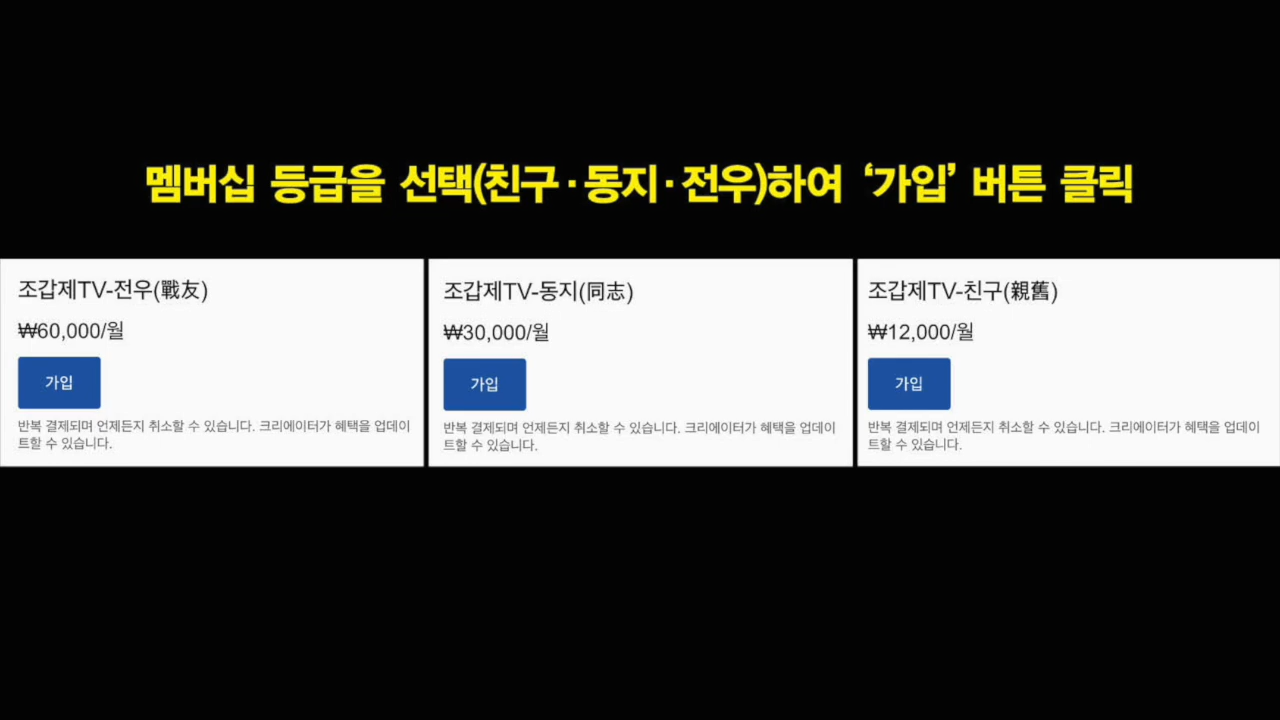 멤버십 등급을 선택(친구·동지·전우)하여 ‘가입’ 버튼 클릭
조갑제TV-전우(戰友)
₩60,000/월
가입
반복 결제되며 언제든지 취소할 수 있습니다. 크리에이터가 혜택을 업데이
트할 수 있습니다.
조갑제TV-동지(同志)
₩30,000/월
가입
반복 결제되며 언제든지 취소할 수 있습니다. 크리에이터가 혜택을 업데이
트할 수 있습니다.
조갑제TV-친구(親舊)
₩12,000/월
가입
반복 결제되며 언제든지 취소할 수 있습니다. 크리에이터가 혜택을 업데이
트할 수 있습니다.